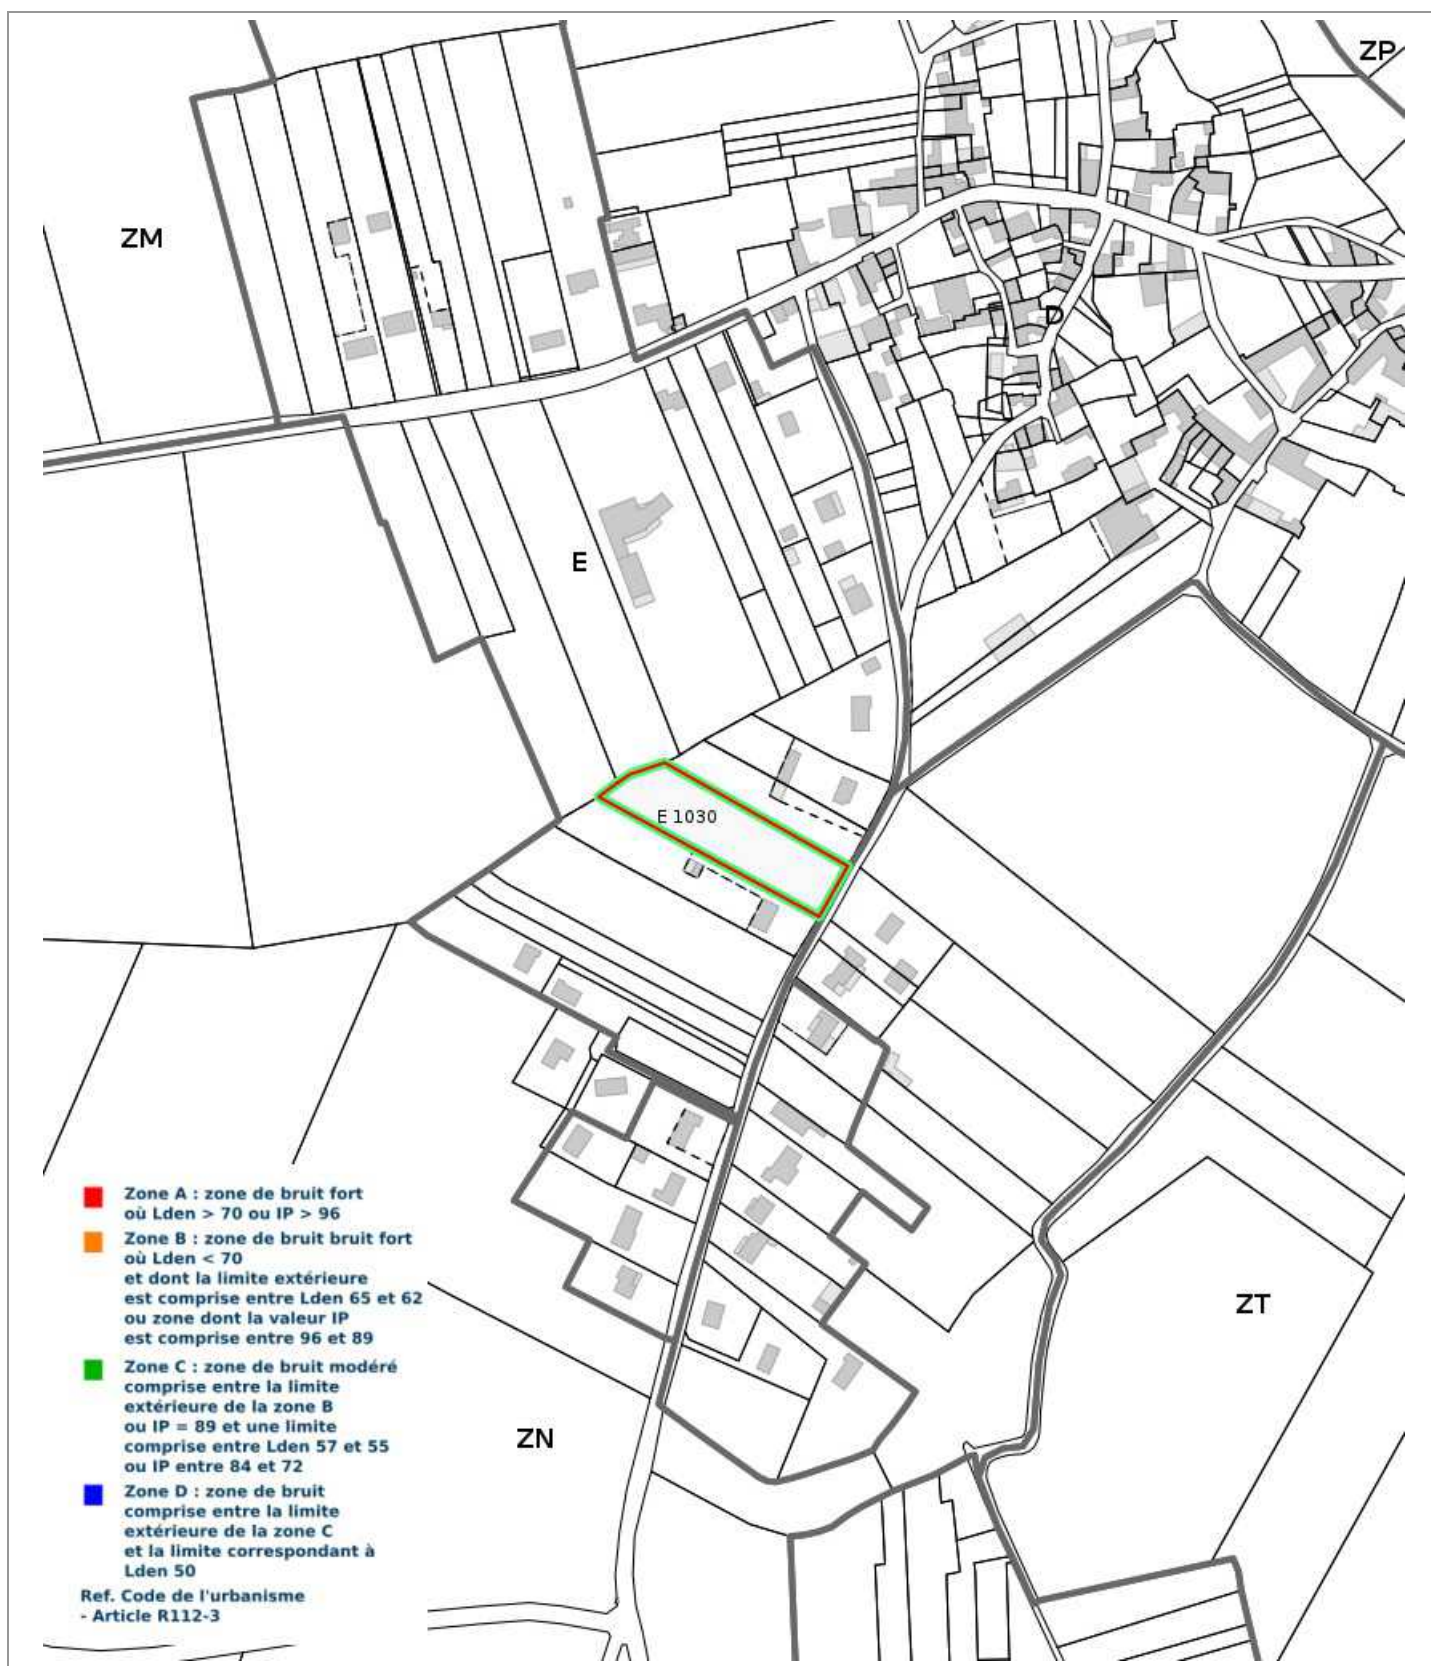 ZP
ZM
D
E
E 1030
Zone A : zone de bruit fort
où Lden > 70 ou IP > 96
Zone B : zone de bruit bruit fort
où Lden < 70
et dont la limite extérieure
est comprise entre Lden 65 et 62
ou zone dont la valeur IP
est comprise entre 96 et 89
Zone C : zone de bruit modéré
comprise entre la limite
extérieure de la zone B
ou IP = 89 et une limite
comprise entre Lden 57 et 55
ou IP entre 84 et 72
Zone D : zone de bruit
comprise entre la limite
extérieure de la zone C
et la limite correspondant à
Lden 50
Ref. Code de l'urbanisme
- Article R112-3
ZT
ZN